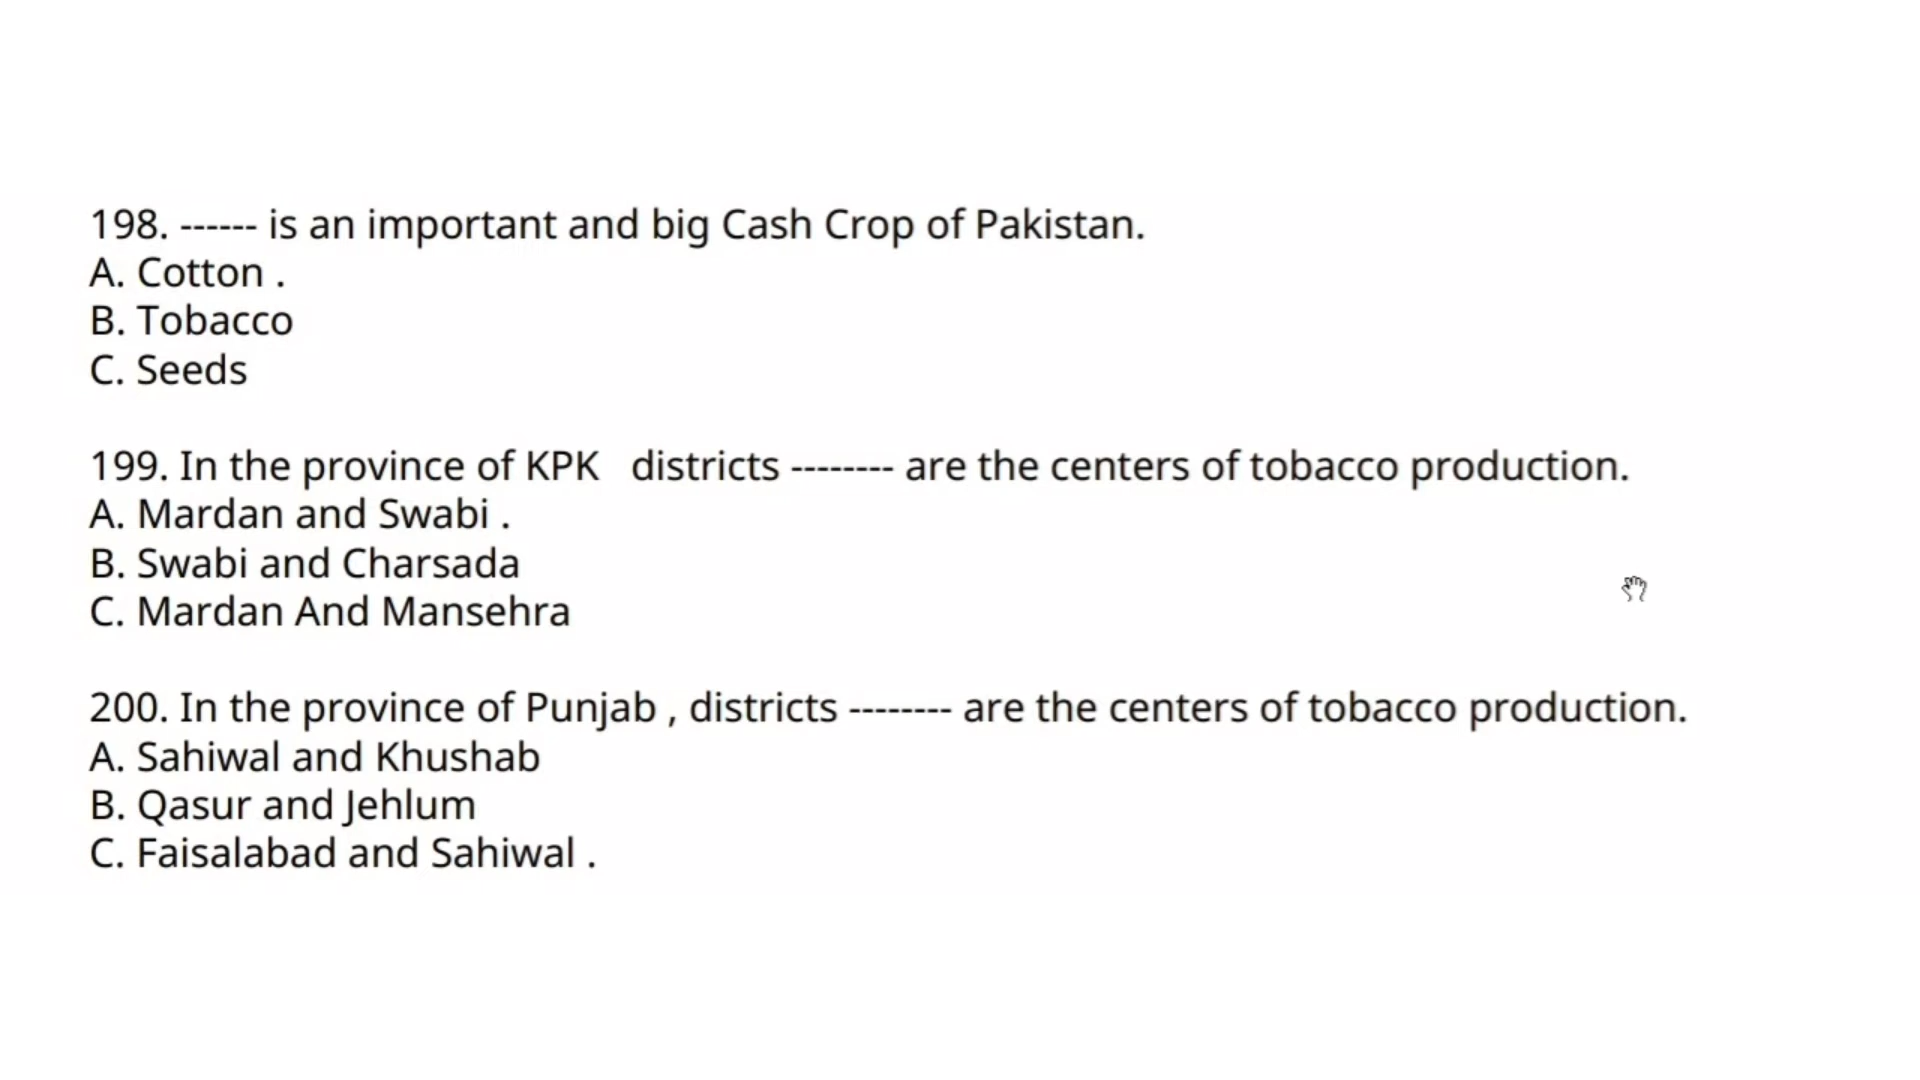 198. ------ is an important and big Cash Crop of Pakistan.
A. Cotton .
B. Tobacco
C. Seeds
199. In the province of KPK   districts -------- are the centers of tobacco production.
A. Mardan and Swabi .
B. Swabi and Charsada
C. Mardan And Mansehra
200. In the province of Punjab , districts -------- are the centers of tobacco production.
A. Sahiwal and Khushab
B. Qasur and Jehlum
C. Faisalabad and Sahiwal .